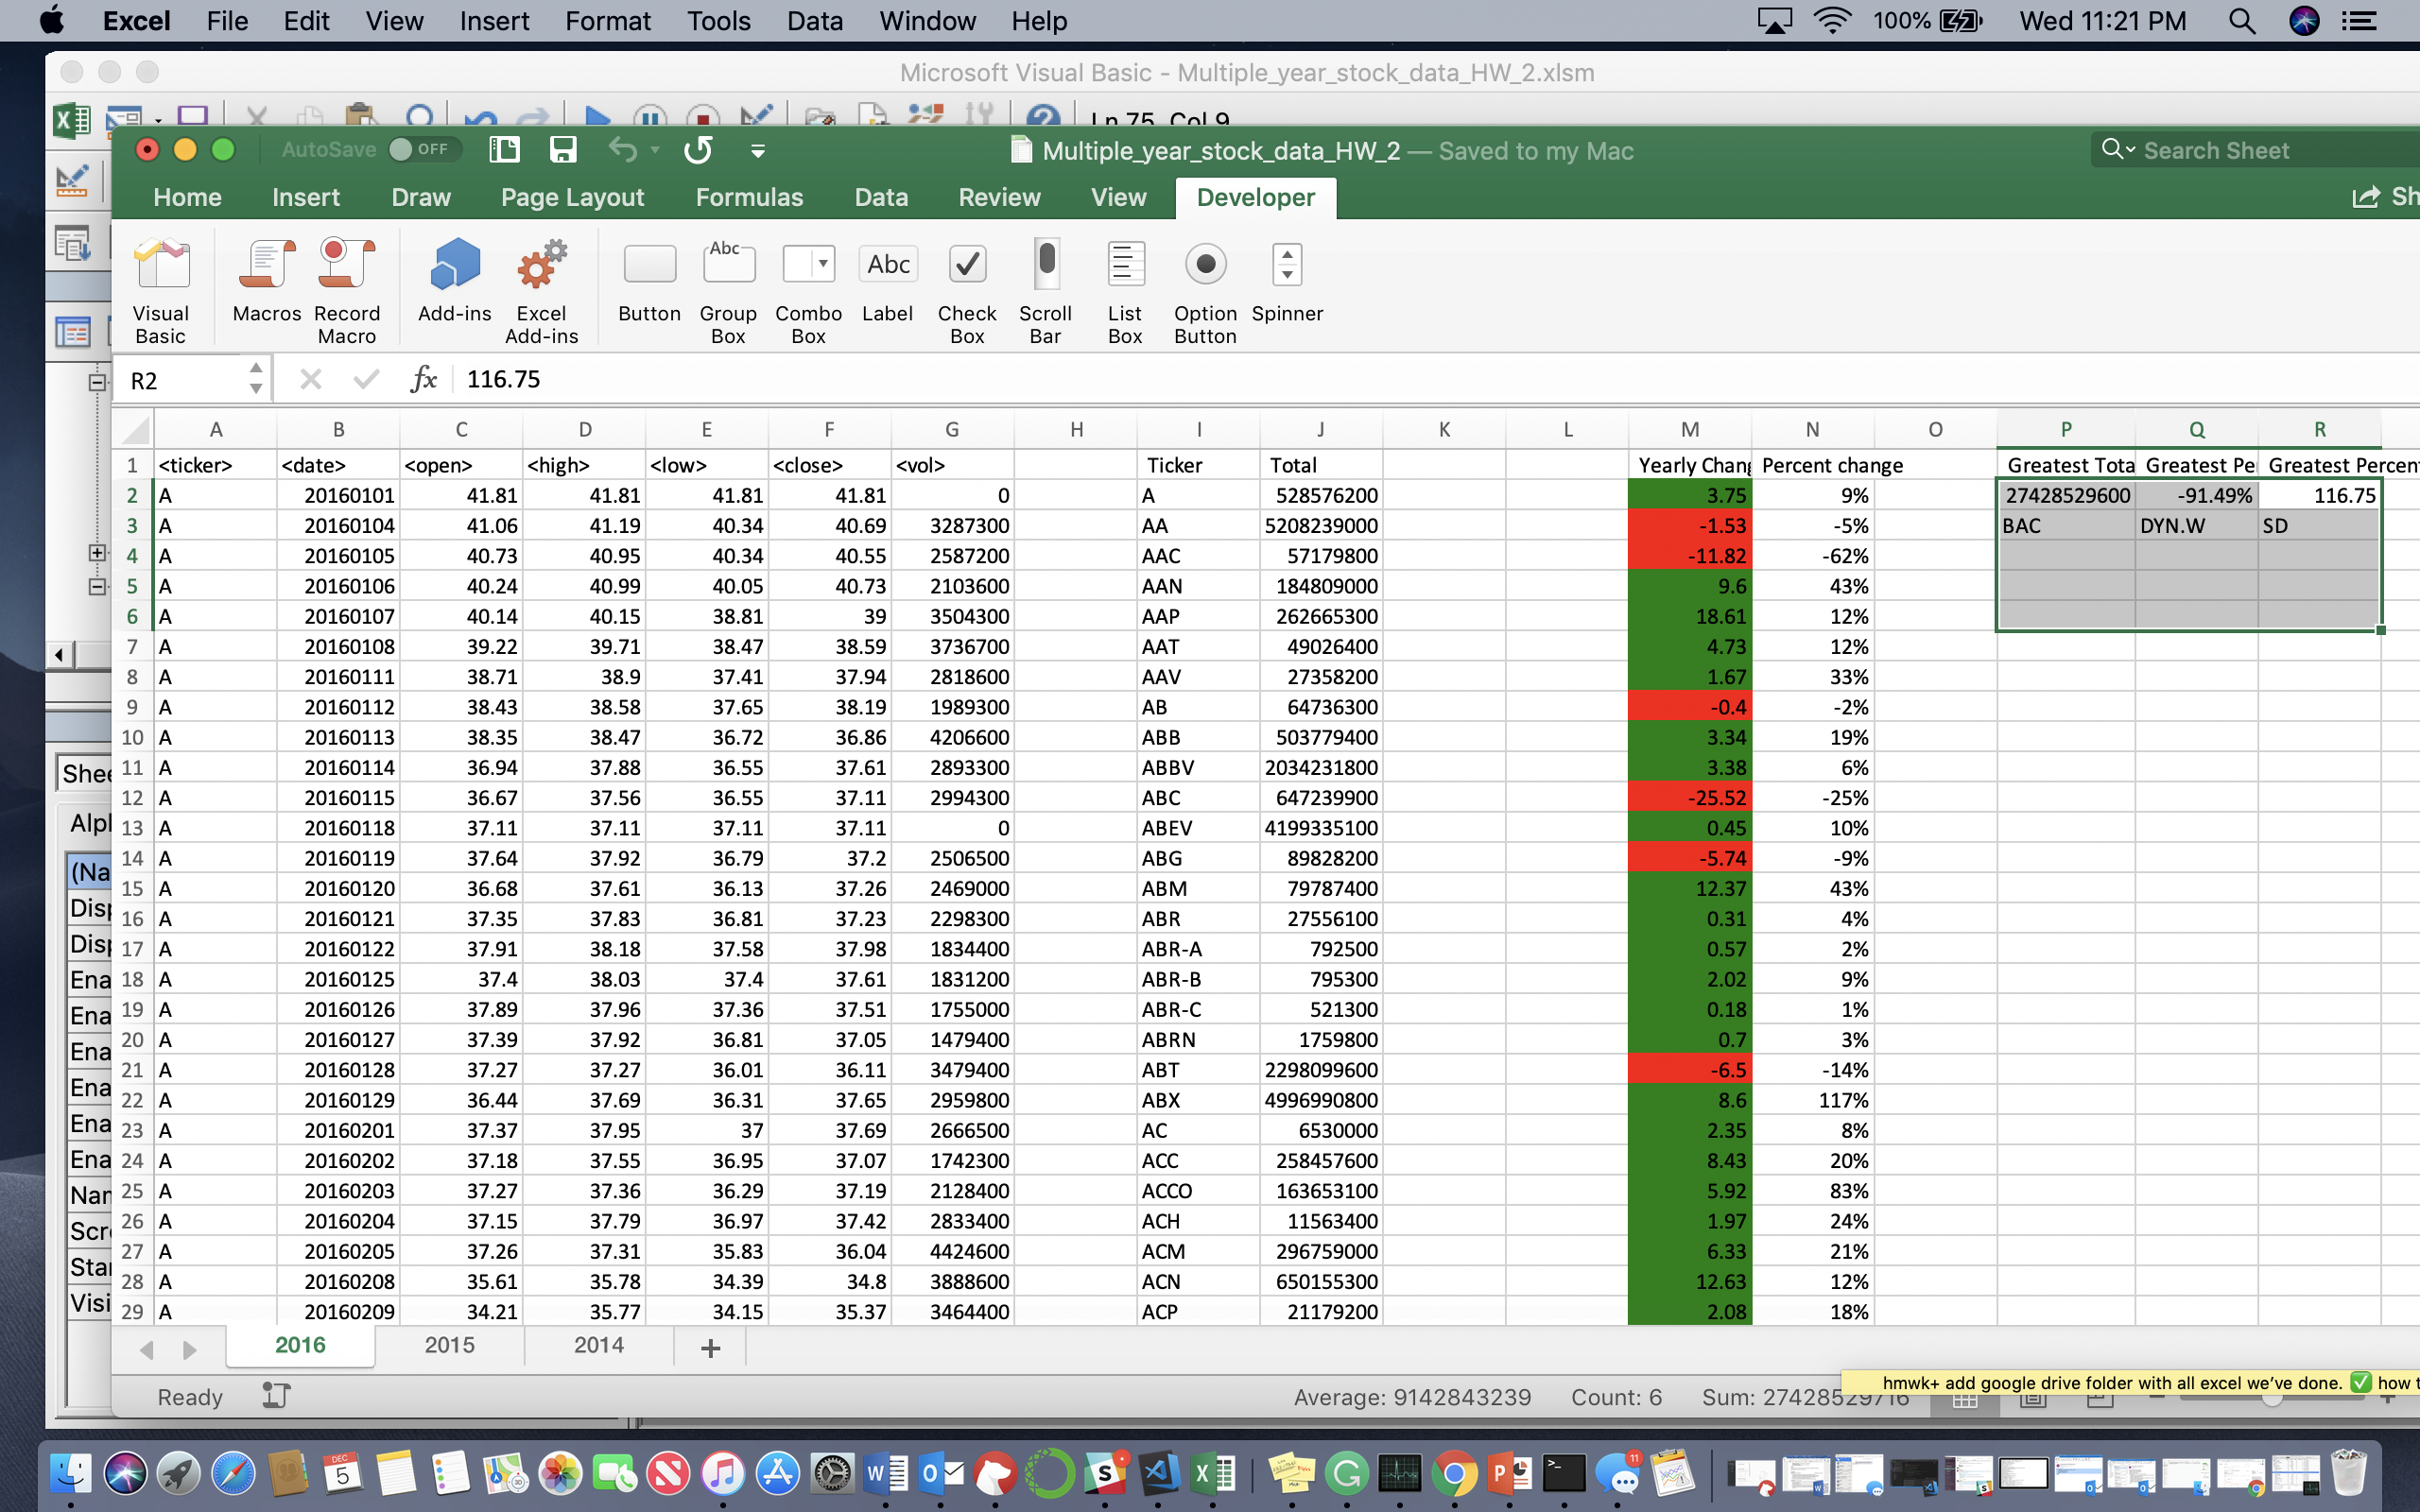 Excel File Edit View Insert Format Tools Data Window Help 100% Wed 11:21 PM
Microsoft Visual Basic - Multiple_year_stock_data_HW_2.xlsm
Ln 75, Col 9
AutoSave OFF Multiple_year_stock_data_HW_2 — Saved to my Mac Search Sheet
Home Insert Draw Page Layout Formulas Data Review View Developer Sh
Abc Abc
Visual Basic Macros Record Macro Add-ins Excel Add-ins Button Group Box Combo Box Label Check Box Scroll Bar List Box Option Button Spinner
R2 fx 116.75
A B C D E F G H I J K L M N O P Q R
1 <ticker> <date> <open> <high> <low> <close> <vol> Ticker Total Yearly Chang Percent change Greatest Tota Greatest Pe Greatest Percen
2 A 20160101 41.81 41.81 41.81 41.81 0 A 528576200 3.75 9% 27428529600 -91.49% 116.75
3 A 20160104 41.06 41.19 40.34 40.69 3287300 AA 5208239000 -1.53 -5% BAC DYN.W SD
4 A 20160105 40.73 40.95 40.34 40.55 2587200 AAC 57179800 -11.82 -62%
5 A 20160106 40.24 40.99 40.05 40.73 2103600 AAN 184809000 9.6 43%
6 A 20160107 40.14 40.15 38.81 39 3504300 AAP 262665300 18.61 12%
7 A 20160108 39.22 39.71 38.47 38.59 3736700 AAT 49026400 4.73 12%
8 A 20160111 38.71 38.9 37.41 37.94 2818600 AAV 27358200 1.67 33%
9 A 20160112 38.43 38.58 37.65 38.19 1989300 AB 64736300 -0.4 -2%
10 A 20160113 38.35 38.47 36.72 36.86 4206600 ABB 503779400 3.34 19%
11 A 20160114 36.94 37.88 36.55 37.61 2893300 ABBV 2034231800 3.38 6%
12 A 20160115 36.67 37.56 36.55 37.11 2994300 ABC 647239900 -25.52 -25%
13 A 20160118 37.11 37.11 37.11 37.11 0 ABEV 4199335100 0.45 10%
14 A 20160119 37.64 37.92 36.79 37.2 2506500 ABG 89828200 -5.74 -9%
15 A 20160120 36.68 37.61 36.13 37.26 2469000 ABM 79787400 12.37 43%
16 A 20160121 37.35 37.83 36.81 37.23 2298300 ABR 27556100 0.31 4%
17 A 20160122 37.91 38.18 37.58 37.98 1834400 ABR-A 792500 0.57 2%
18 A 20160125 37.4 38.03 37.4 37.61 1831200 ABR-B 795300 2.02 9%
19 A 20160126 37.89 37.96 37.36 37.51 1755000 ABR-C 521300 0.18 1%
20 A 20160127 37.39 37.92 36.81 37.05 1479400 ABRN 1759800 0.7 3%
21 A 20160128 37.27 37.27 36.01 36.11 3479400 ABT 2298099600 -6.5 -14%
22 A 20160129 36.44 37.69 36.31 37.65 2959800 ABX 4996990800 8.6 117%
23 A 20160201 37.37 37.95 37 37.69 2666500 AC 6530000 2.35 8%
24 A 20160202 37.18 37.55 36.95 37.07 1742300 ACC 258457600 8.43 20%
25 A 20160203 37.27 37.36 36.29 37.19 2128400 ACCO 163653100 5.92 83%
26 A 20160204 37.15 37.79 36.97 37.42 2833400 ACH 11563400 1.97 24%
27 A 20160205 37.26 37.31 35.83 36.04 4424600 ACM 296759000 6.33 21%
28 A 20160208 35.61 35.78 34.39 34.8 3888600 ACN 650155300 12.63 12%
29 A 20160209 34.21 35.77 34.15 35.37 3464400 ACP 21179200 2.08 18%
Shee
Alpl
(Na
Disp
Disp
Ena
Ena
Ena
Ena
Ena
Ena
Nar
Scr
Sta
Visi
2016 2015 2014 +
Ready Average: 9142843239 Count: 6 Sum: 27428529716
hmwk+ add google drive folder with all excel we've done. ✅ how t
DEC 5 11